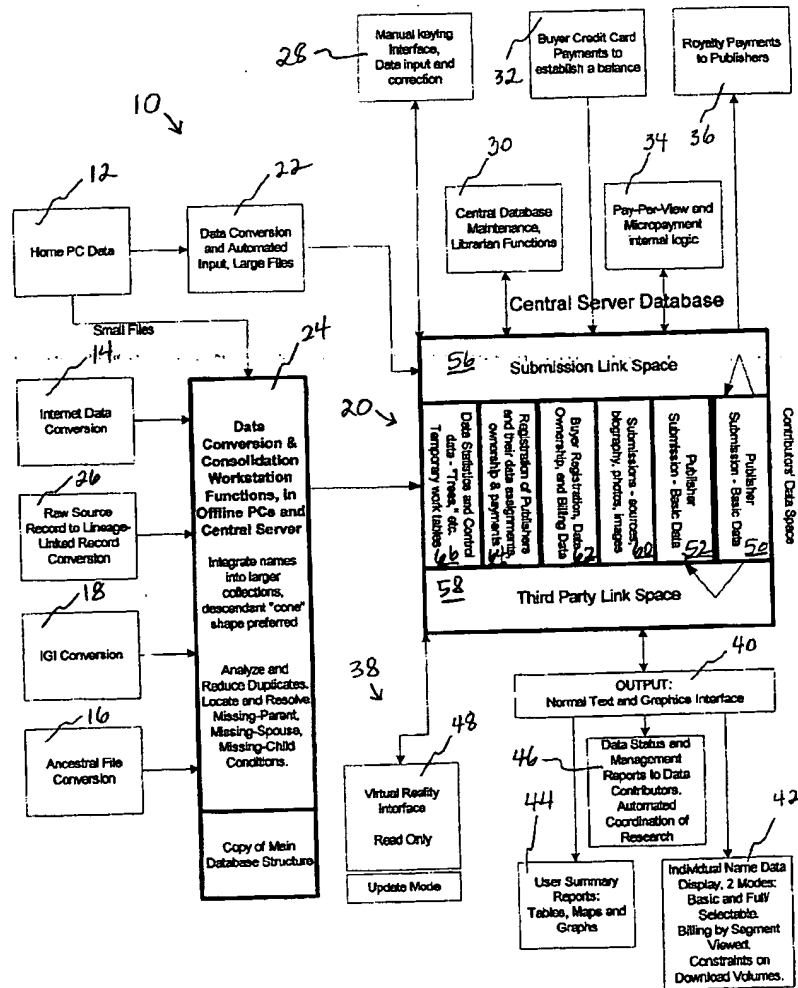 28
Manual keying
Interface,
Data input and
correction
32
Buyer Credit Card
Payments to
establish a balance
Royalty Payments
to Publishers
36
10
12
Home PC Data
22
Data Conversion
and Automated
Input, Large Files
30
Central Database
Maintenance,
Librarian Functions
34
Pay-Per-View and
Micropayment
internal logic
Small Files
Central Server Database
14
Internet Data
Conversion
26
Raw Source
Record to Lineage-
Linked Record
Conversion
18
IGI Conversion
16
Ancestral File
Conversion
24
Data
Conversion &
Consolidation
Workstation
Functions, in
Offline PCs and
Central Server
Integrate names
into larger
collections,
descendant "cone"
shape preferred
Analyze and
Reduce Duplicates.
Locate and Resolve
Missing-Parent,
Missing-Spouse,
Missing-Child
Conditions.
Copy of Main
Database Structure
20
56
Submission Link Space
Data Statistics and Control
data - "Trees," etc.
Temporary work tables
66
Registration of Publishers
and their data assignments,
ownership & payments
64
Buyer Registration, Data
Ownership, and Billing Data
62
Submissions - sources,
biography, photos, images
60
Publisher
Submission - Basic Data
52
Publisher
Submission - Basic Data
50
Contributors' Data Space
58
Third Party Link Space
38
48
Virtual Reality
Interface
Read Only
Update Mode
40
OUTPUT:
Normal Text and Graphics Interface
46
Data Status and
Management
Reports to Data
Contributors.
Automated
Coordination of
Research
44
User Summary
Reports:
Tables, Maps and
Graphs
42
Individual Name Data
Display, 2 Modes:
Basic and Full/
Selectable.
Billing by Segment
Viewed.
Constraints on
Download Volumes.